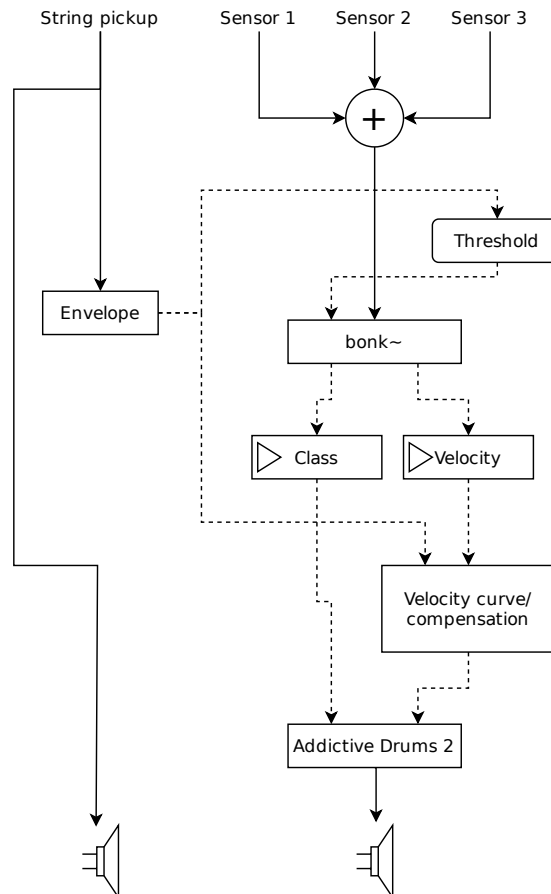 String pickup
Sensor 1
Sensor 2
Sensor 3
+
Threshold
Envelope
bonk~
Class
Velocity
Velocity curve/
compensation
Addictive Drums 2